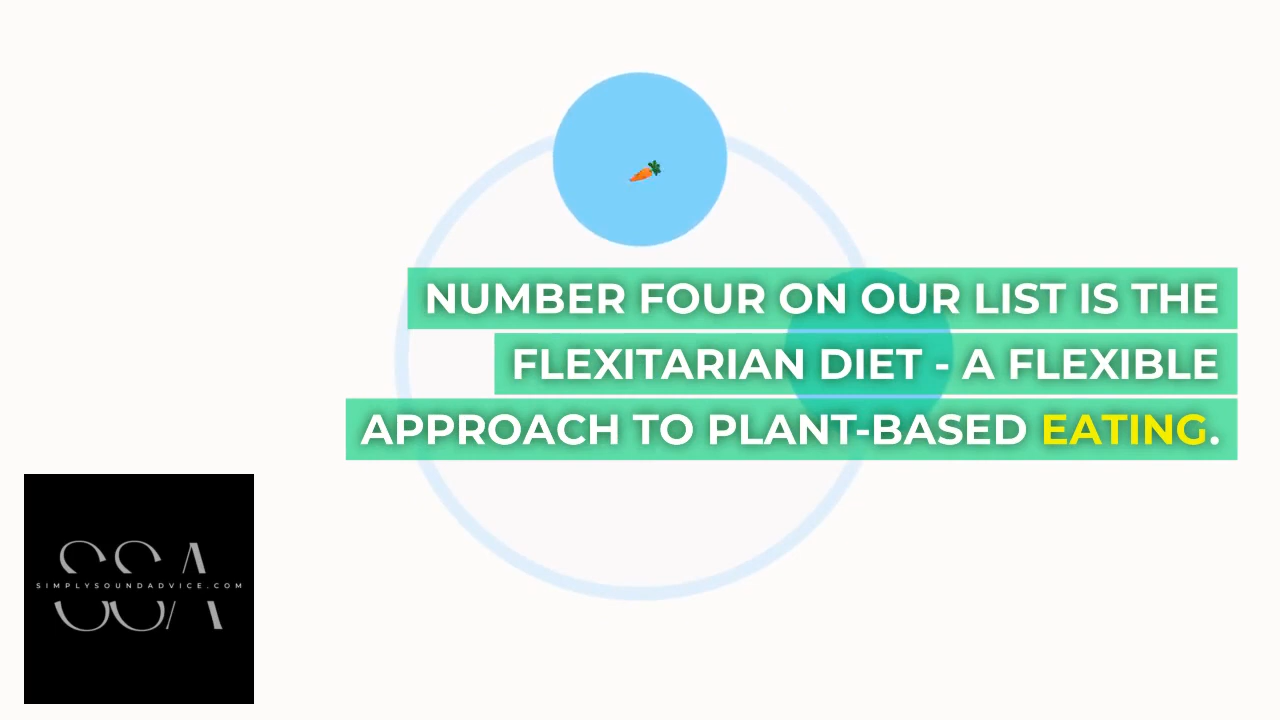 NUMBER FOUR ON OUR LIST IS THE
FLEXITARIAN DIET - A FLEXIBLE
APPROACH TO PLANT-BASED EATING.
SSA
SIMPLYSOUNDADVICE.COM